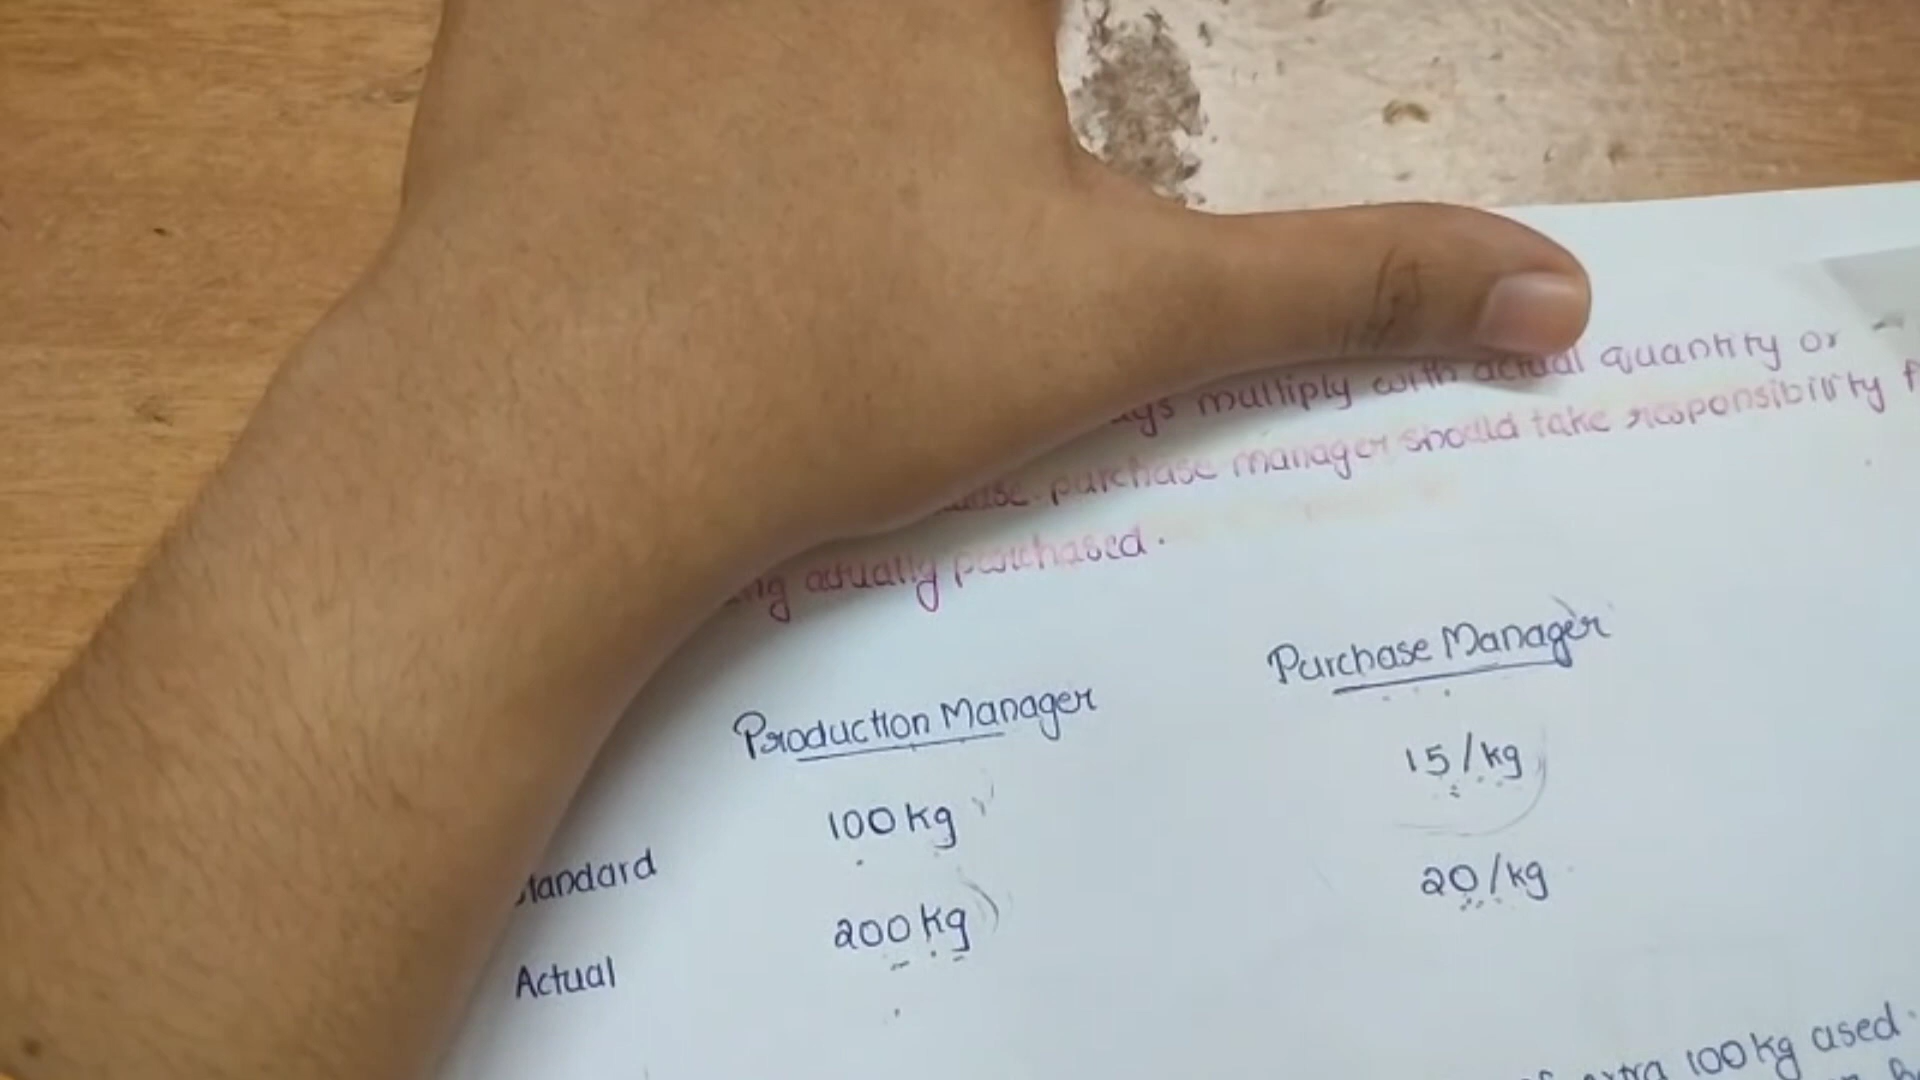 multiply with actual quantity or
purchase manager should take responsibility
actually purchased.
Production Manager Purchase Manager
Standard 100 kg 15/kg
Actual 200 kg 20/kg
extra 100 kg used.